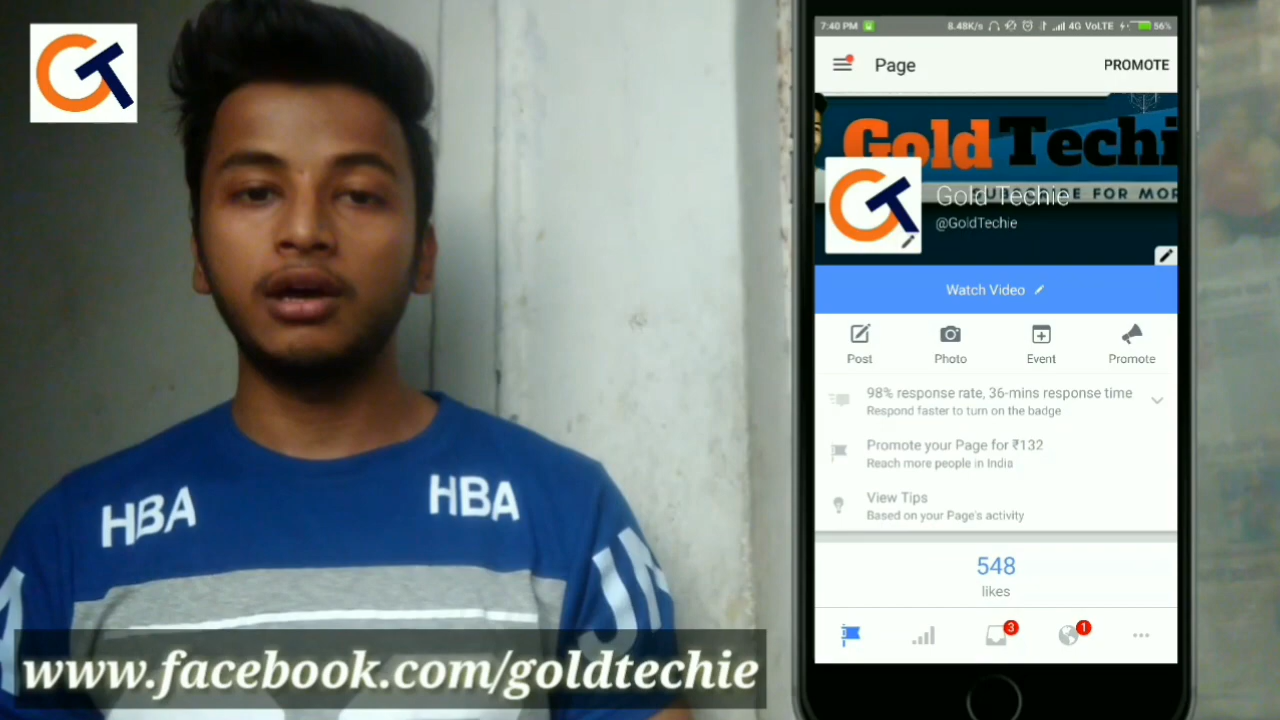 GT
HBA
HBA
JM
www.facebook.com/goldtechie
7:40 PM
8.48K/s
4G VoLTE
56%
Page
PROMOTE
Gold Techi
SUBSCRIBE FOR MOR
GT
Gold Techie
@GoldTechie
Watch Video
Post
Photo
Event
Promote
98% response rate, 36-mins response time
Respond faster to turn on the badge
Promote your Page for ₹132
Reach more people in India
View Tips
Based on your Page's activity
548
likes
3
1